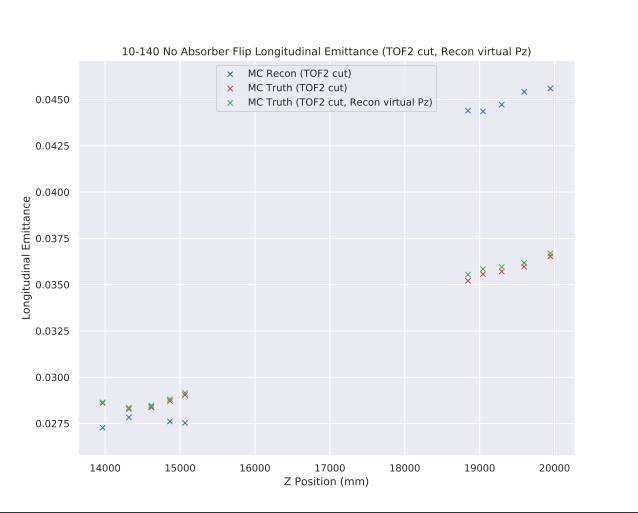 10-140 No Absorber Flip Longitudinal Emittance (TOF2 cut, Recon virtual Pz)
MC Recon (TOF2 cut)
MC Truth (TOF2 cut)
MC Truth (TOF2 cut, Recon virtual Pz)
0.0450
0.0425
0.0400
0.0375
0.0350
0.0325
0.0300
0.0275
Longitudinal Emittance
14000
15000
16000
17000
18000
19000
20000
Z Position (mm)